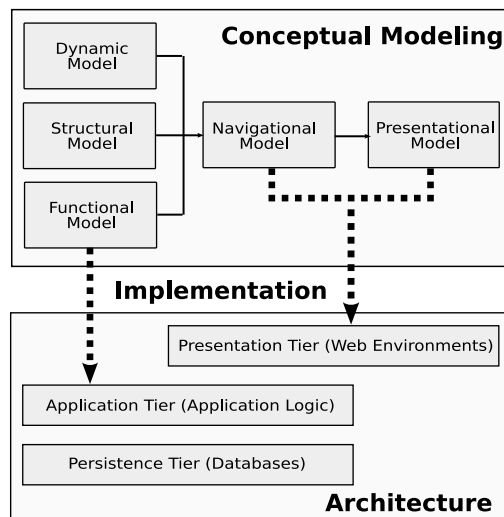 Conceptual Modeling
Dynamic
Model
Structural
Model
Navigational
Model
Presentational
Model
Functional
Model
Implementation
Presentation Tier (Web Environments)
Application Tier (Application Logic)
Persistence Tier (Databases)
Architecture